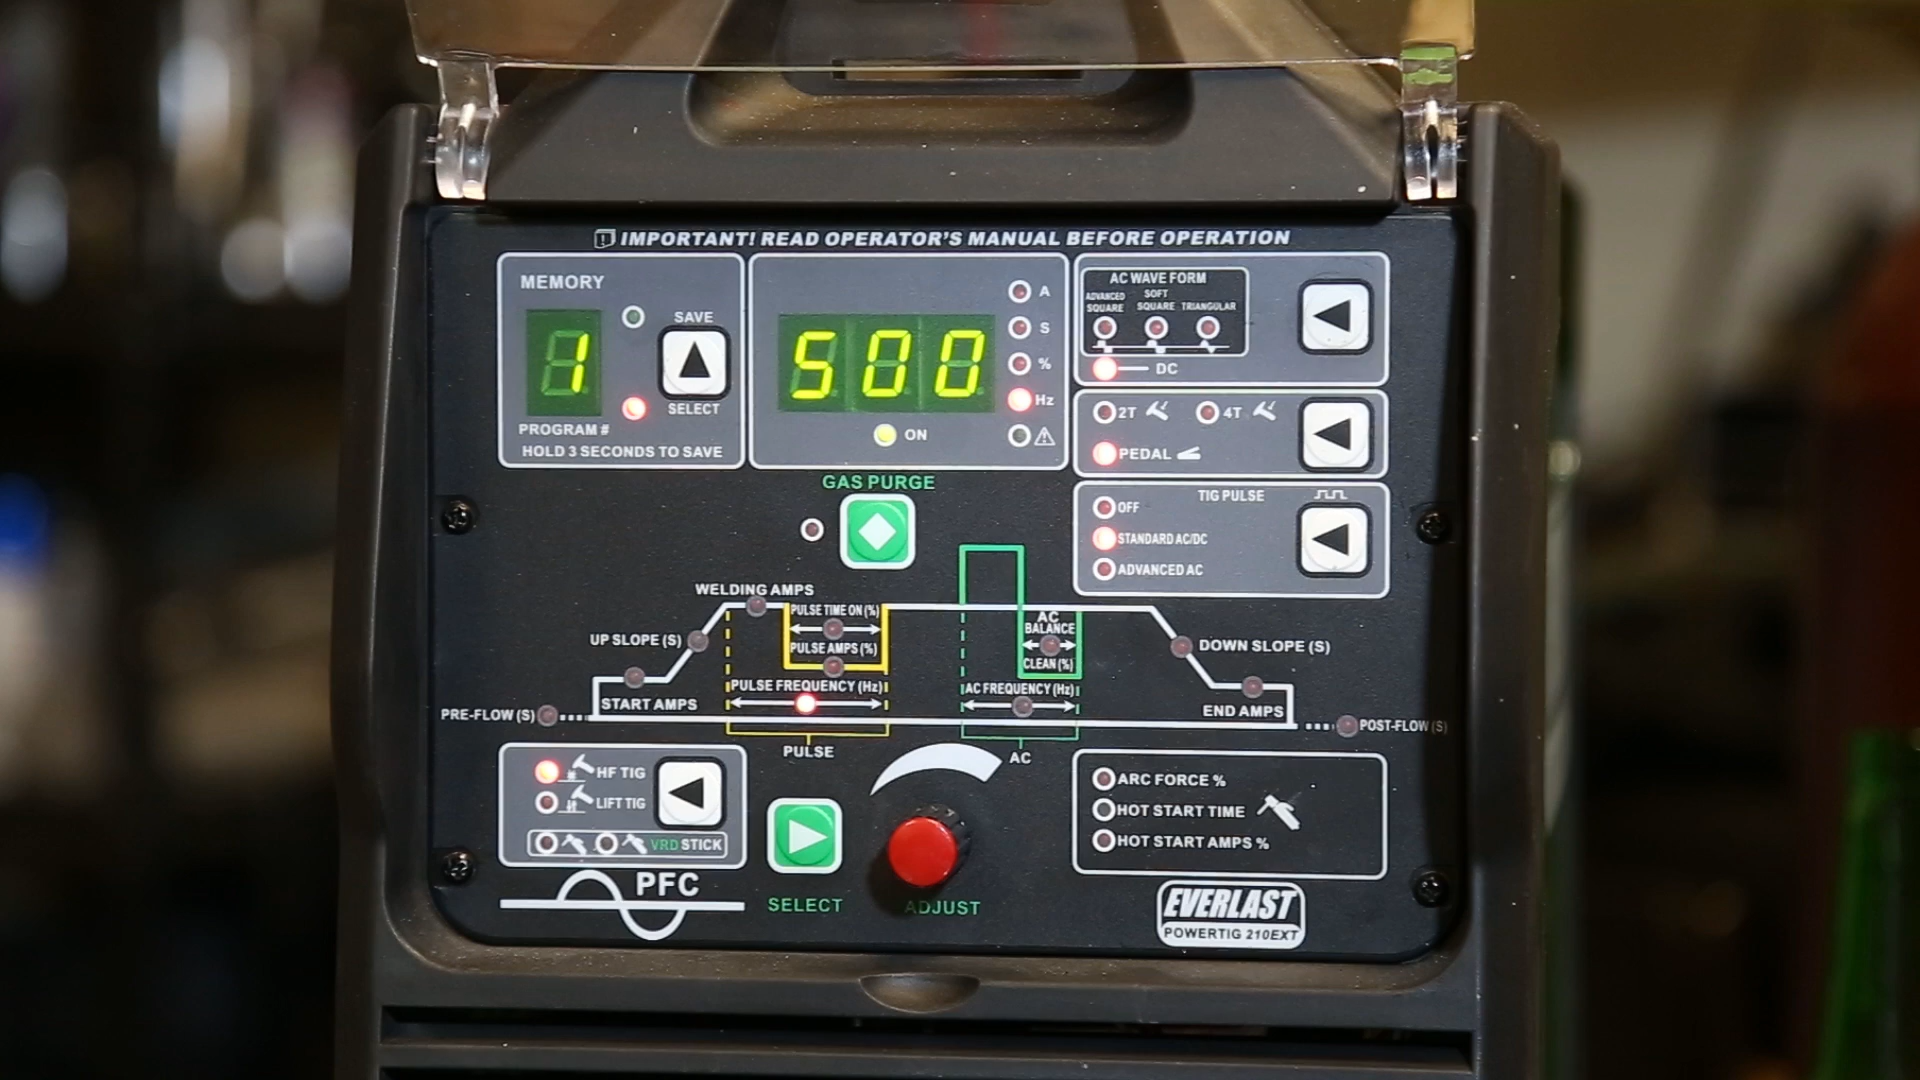 IMPORTANT! READ OPERATOR'S MANUAL BEFORE OPERATION
MEMORY
1
SAVE
SELECT
PROGRAM #
HOLD 3 SECONDS TO SAVE
500
A
S
%
Hz
ON
AC WAVE FORM
ADVANCED SQUARE
SOFT SQUARE
TRIANGULAR
DC
2T
4T
PEDAL
TIG PULSE
OFF
STANDARD AC/DC
ADVANCED AC
GAS PURGE
WELDING AMPS
PULSE TIME ON (%)
UP SLOPE (S)
PULSE AMPS (%)
PULSE FREQUENCY (Hz)
START AMPS
PRE-FLOW (S)
PULSE
AC BALANCE
CLEAN (%)
AC FREQUENCY (Hz)
AC
DOWN SLOPE (S)
END AMPS
POST-FLOW (S)
HF TIG
LIFT TIG
VRD STICK
PFC
SELECT
ADJUST
ARC FORCE %
HOT START TIME
HOT START AMPS %
EVERLAST
POWERTIG 210EXT